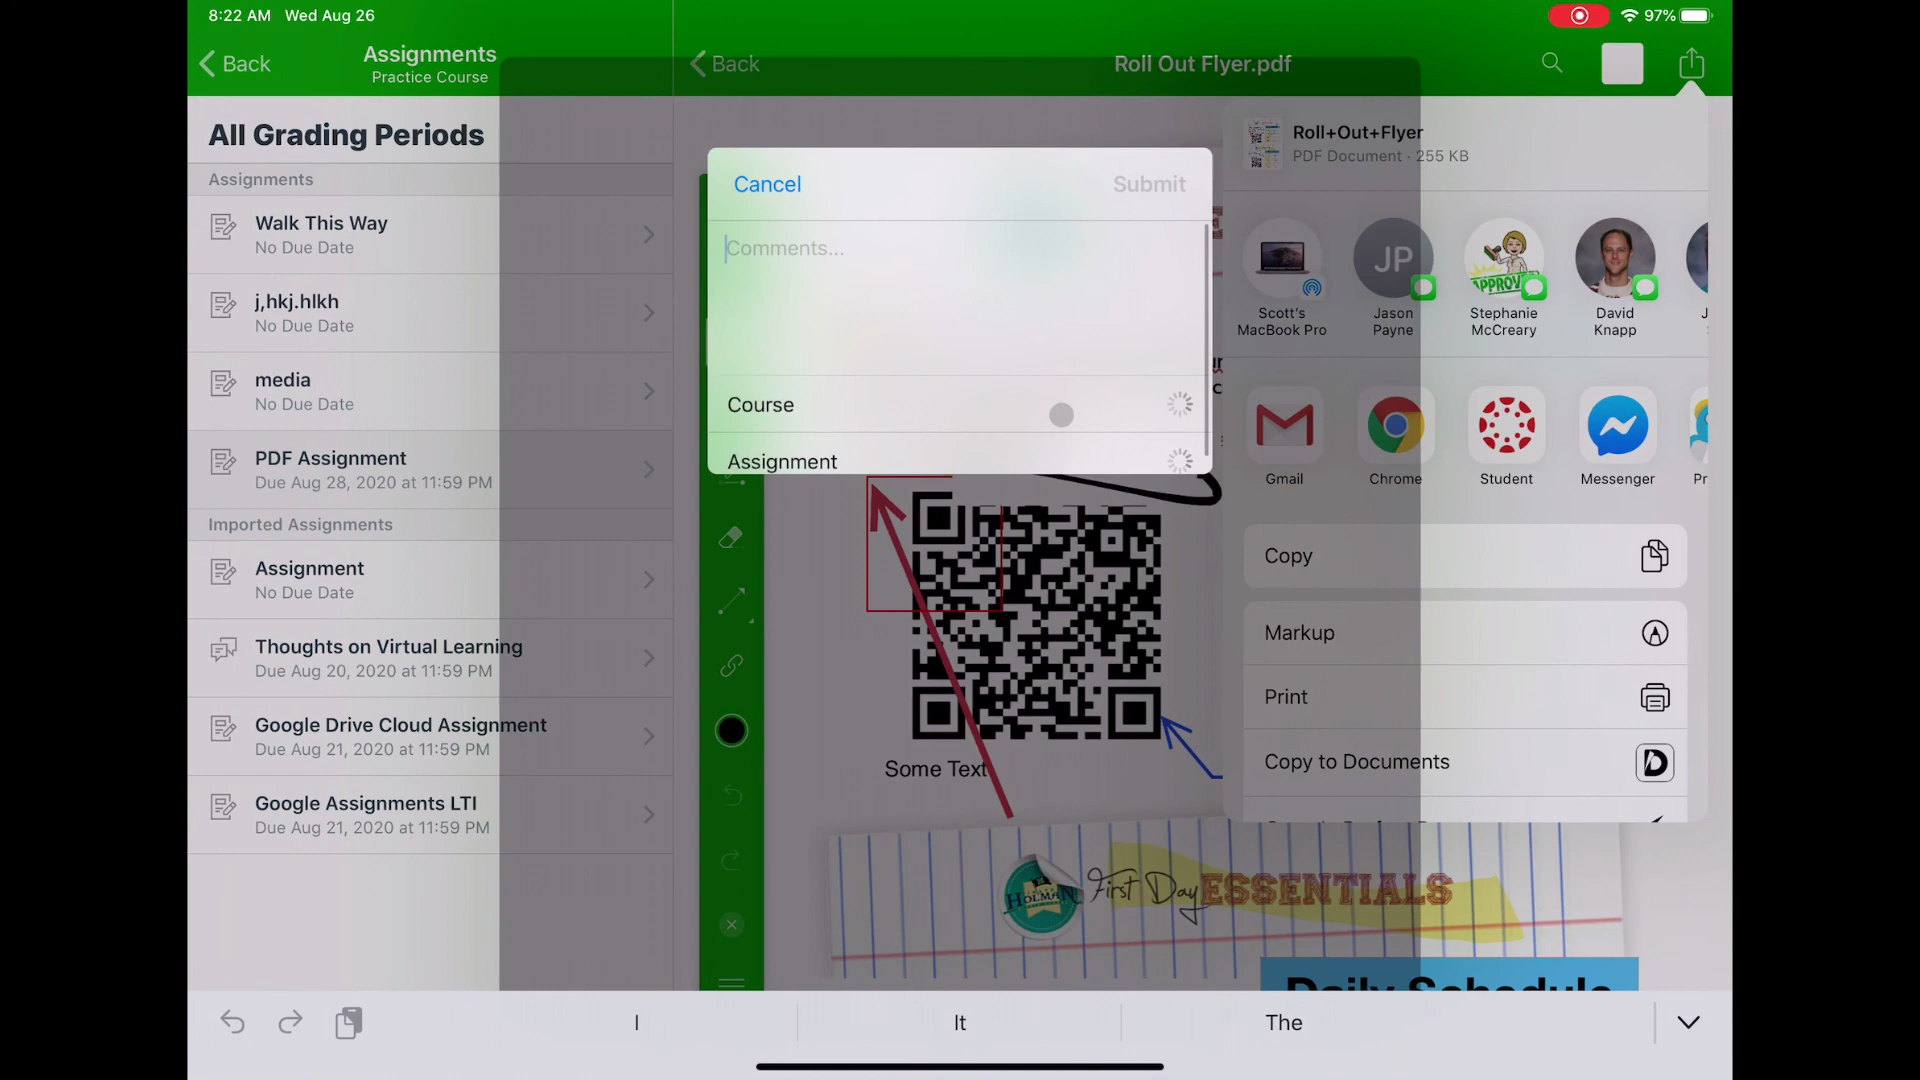 8:22 AM Wed Aug 26
97%
Back
Assignments
Practice Course
Back
Roll Out Flyer.pdf
All Grading Periods
Assignments
Walk This Way
No Due Date
j,hkj.hlkh
No Due Date
media
No Due Date
PDF Assignment
Due Aug 28, 2020 at 11:59 PM
Imported Assignments
Assignment
No Due Date
Thoughts on Virtual Learning
Due Aug 20, 2020 at 11:59 PM
Google Drive Cloud Assignment
Due Aug 21, 2020 at 11:59 PM
Google Assignments LTI
Due Aug 21, 2020 at 11:59 PM
Cancel
Submit
Comments...
Course
Assignment
Some Text
HOLMAN
First Day ESSENTIALS
Daily Schedule
Roll+Out+Flyer
PDF Document · 255 KB
JP
APPROVED
Scott's
MacBook Pro
Jason
Payne
Stephanie
McCreary
David
Knapp
Gmail
Chrome
Student
Messenger
Pr
Copy
Markup
Print
Copy to Documents
I
It
The